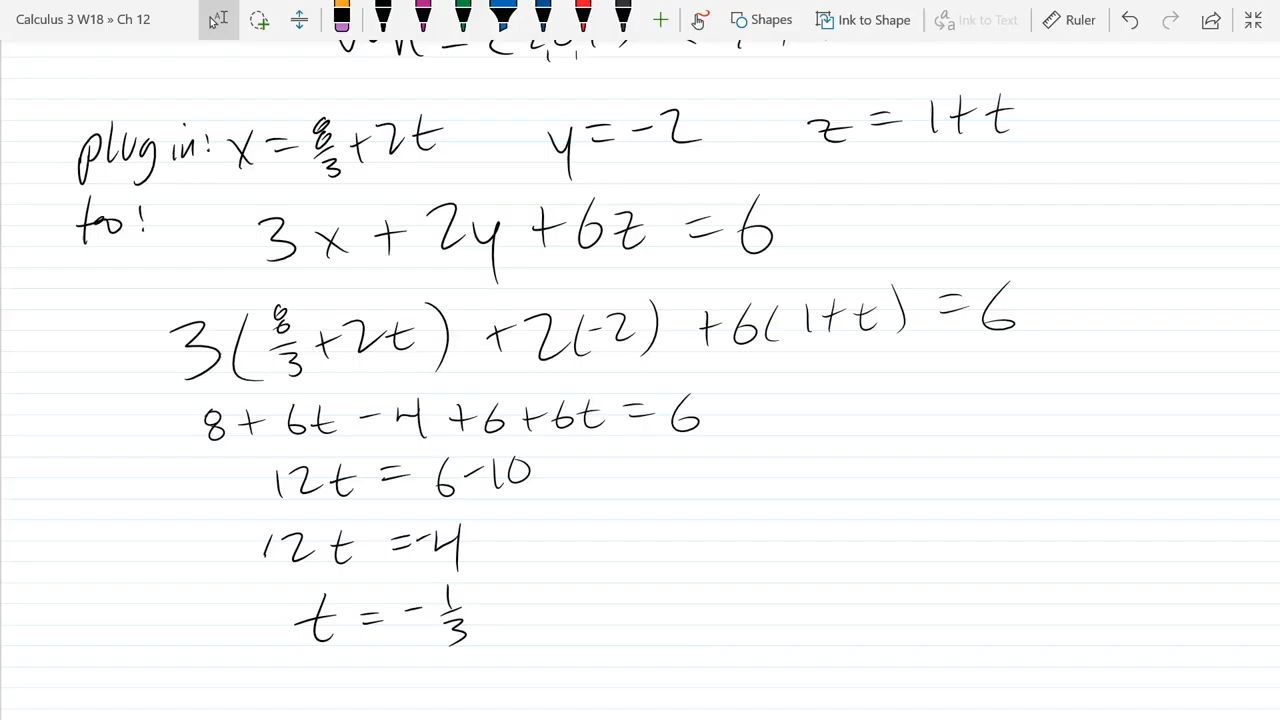 Calculus 3 W18 » Ch 12 Shapes Ink to Shape Ink to Text Ruler
plug in: x = 8/3 + 2t y = -2 z = 1+t
to: 3x + 2y + 6z = 6
3(8/3 + 2t) + 2(-2) + 6(1+t) = 6
8 + 6t - 4 + 6 + 6t = 6
12t = 6-10
12t = -4
t = -1/3